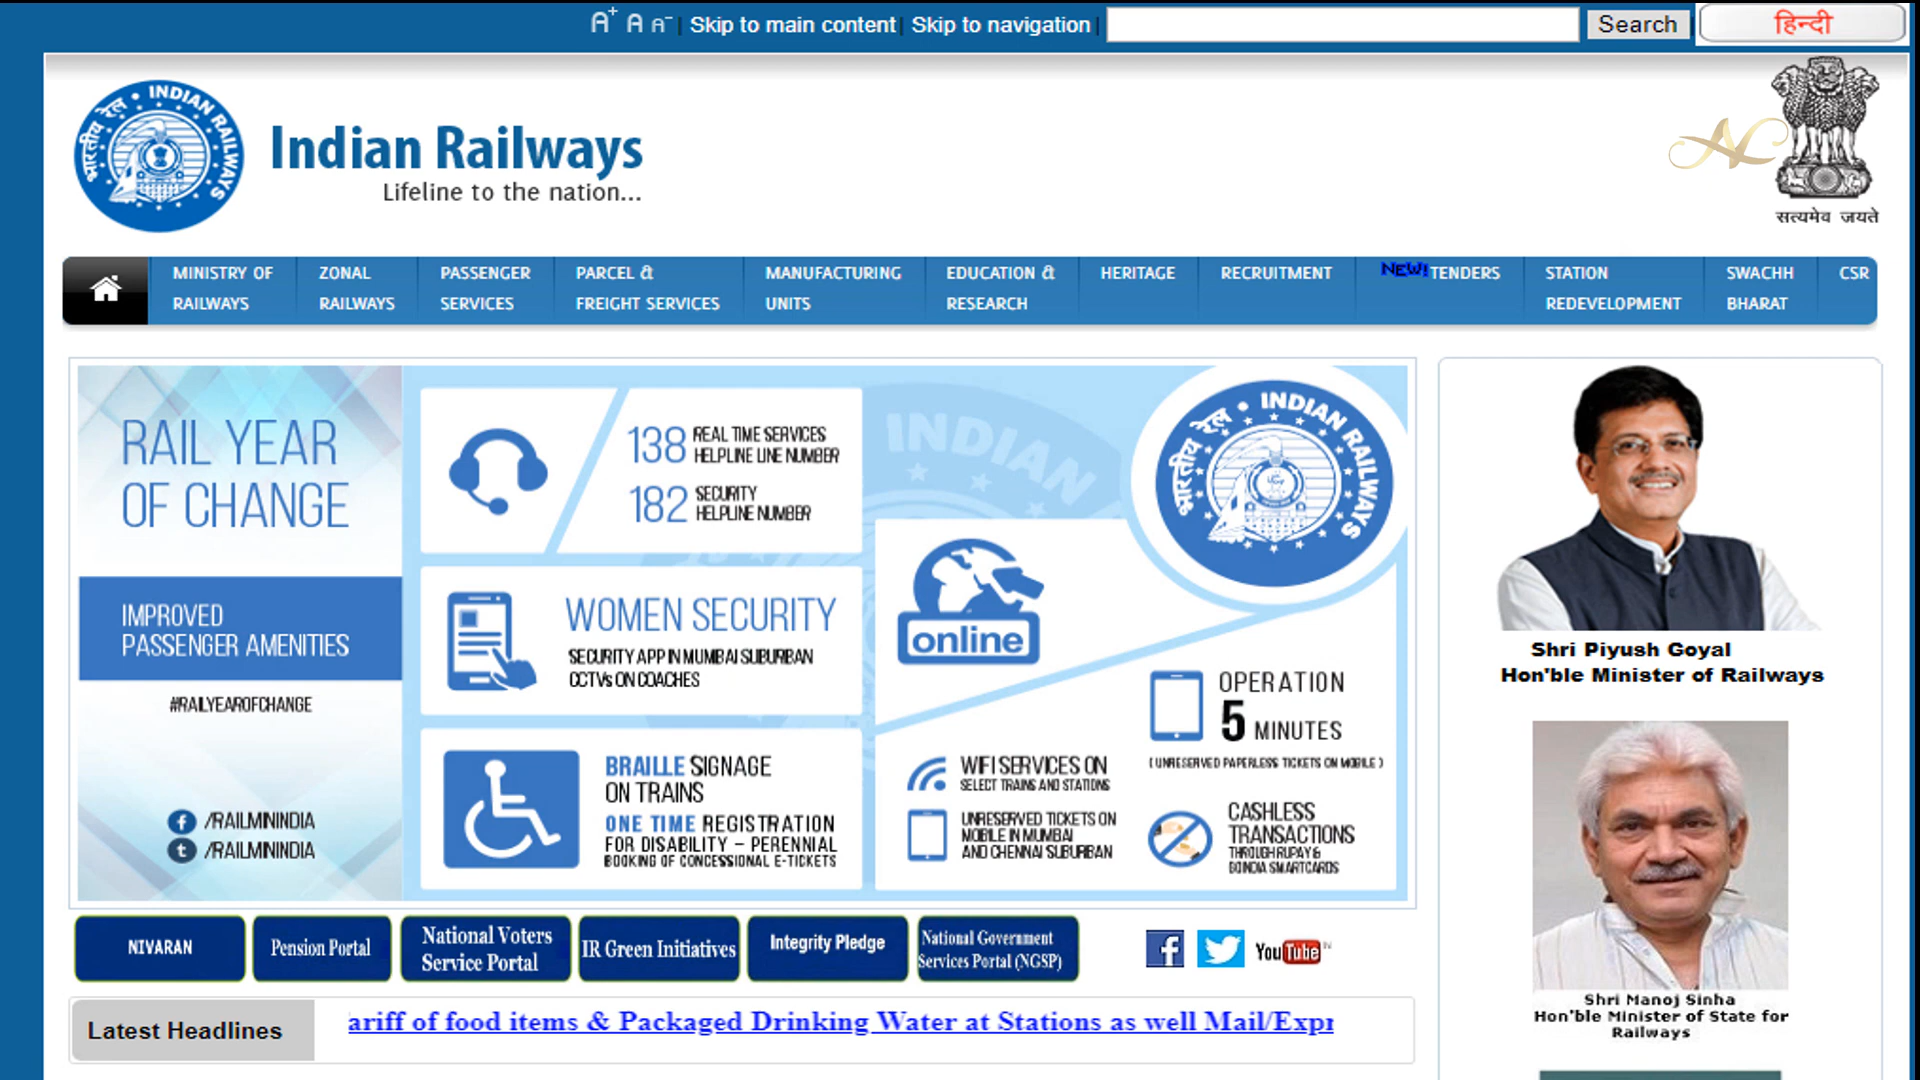 A+ A A- | Skip to main content | Skip to navigation |
Search
हिन्दी
भारतीय रेल • INDIAN RAILWAYS
Indian Railways
Lifeline to the nation...
सत्यमेव जयते
MINISTRY OF
RAILWAYS
ZONAL
RAILWAYS
PASSENGER
SERVICES
PARCEL &
FREIGHT SERVICES
MANUFACTURING
UNITS
EDUCATION &
RESEARCH
HERITAGE
RECRUITMENT
NEW! TENDERS
STATION
REDEVELOPMENT
SWACHH
BHARAT
CSR
RAIL YEAR
OF CHANGE
IMPROVED
PASSENGER AMENITIES
#RAILYEAROFCHANGE
/RAILMININDIA
/RAILMININDIA
138 REAL TIME SERVICES
HELPLINE LINE NUMBER
182 SECURITY
HELPLINE NUMBER
WOMEN SECURITY
SECURITY APP IN MUMBAI SUBURBAN
CCTVs ON COACHES
BRAILLE SIGNAGE
ON TRAINS
ONE TIME REGISTRATION
FOR DISABILITY – PERENNIAL
BOOKING OF CONCESSIONAL E-TICKETS
INDIAN
भारतीय रेल • INDIAN RAILWAYS
online
OPERATION
5 MINUTES
( UNRESERVED PAPERLESS TICKETS ON MOBILE )
WIFI SERVICES ON
SELECT TRAINS AND STATIONS
UNRESERVED TICKETS ON
MOBILE IN MUMBAI
AND CHENNAI SUBURBAN
CASHLESS
TRANSACTIONS
THROUGH RUPAY &
GOINDIA SMARTCARDS
Shri Piyush Goyal
Hon'ble Minister of Railways
Shri Manoj Sinha
Hon'ble Minister of State for
Railways
NIVARAN
Pension Portal
National Voters
Service Portal
IR Green Initiatives
Integrity Pledge
National Government
Services Portal (NGSP)
f
YouTube
Latest Headlines
ariff of food items & Packaged Drinking Water at Stations as well Mail/Expr